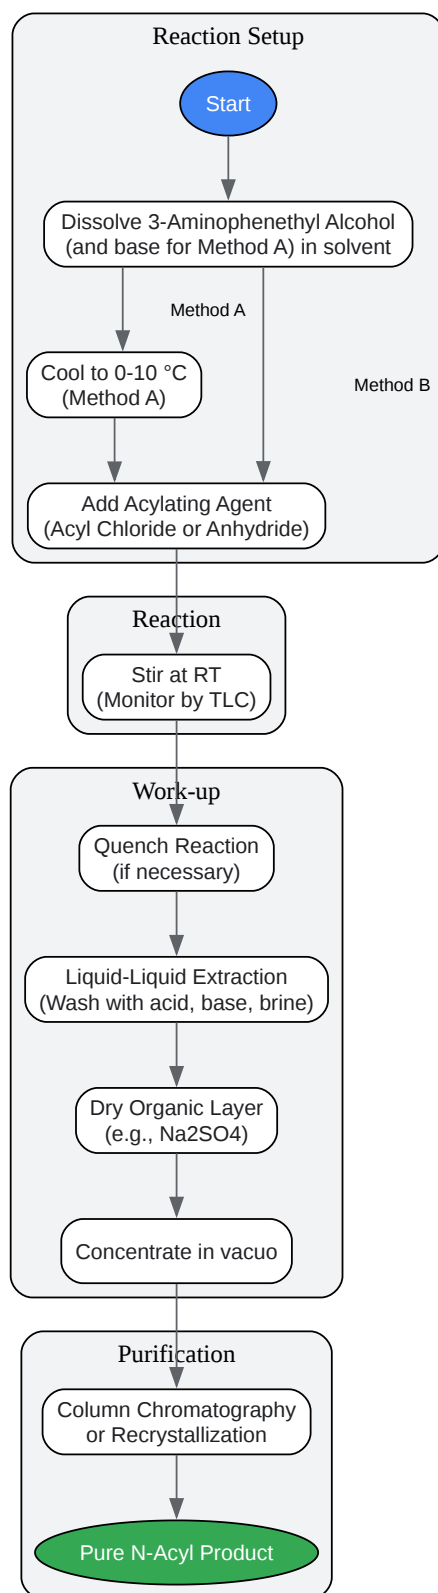 Reaction Setup
Start
Dissolve 3-Aminophenethyl Alcohol
(and base for Method A) in solvent
Method A
Cool to 0-10 °C
(Method A)
Method B
Add Acylating Agent
(Acyl Chloride or Anhydride)
Reaction
Stir at RT
(Monitor by TLC)
Work-up
Quench Reaction
(if necessary)
Liquid-Liquid Extraction
(Wash with acid, base, brine)
Dry Organic Layer
(e.g., Na2SO4)
Concentrate in vacuo
Purification
Column Chromatography
or Recrystallization
Pure N-Acyl Product